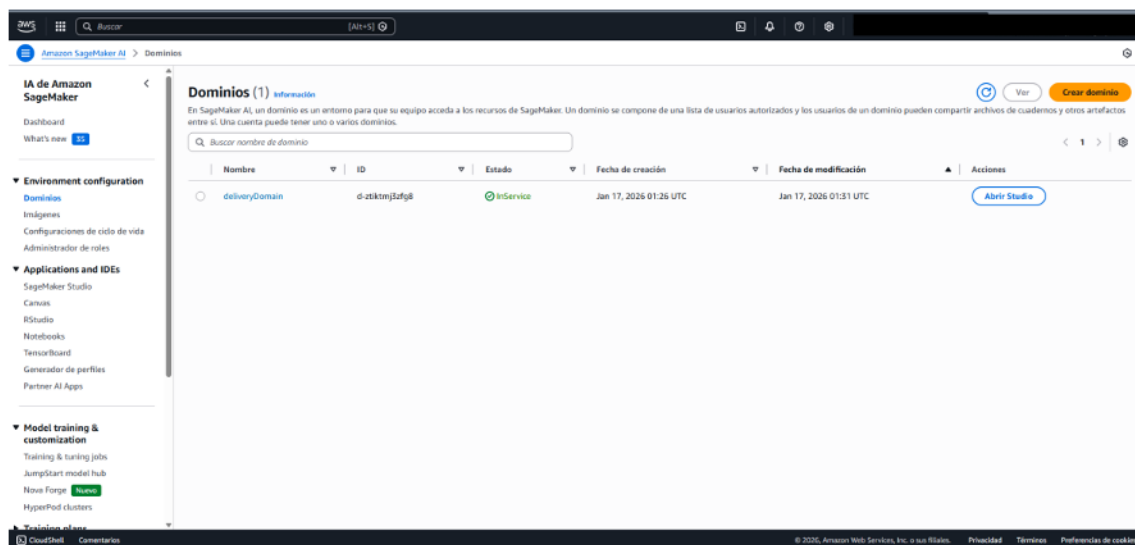 aws
Buscar
[Alt+S]
Amazon SageMaker AI > Dominios
IA de Amazon
SageMaker
Dashboard
What's new 35
Environment configuration
Dominios
Imágenes
Configuraciones de ciclo de vida
Administrador de roles
Applications and IDEs
SageMaker Studio
Canvas
RStudio
Notebooks
TensorBoard
Generador de perfiles
Partner AI Apps
Model training &
customization
Training & tuning jobs
JumpStart model hub
Nova Forge Nuevo
HyperPod clusters
Training plans
Dominios (1) Información
Ver
Crear dominio
En SageMaker AI, un dominio es un entorno para que su equipo acceda a los recursos de SageMaker. Un dominio se compone de una lista de usuarios autorizados y los usuarios de un dominio pueden compartir archivos de cuadernos y otros artefactos
entre sí. Una cuenta puede tener uno o varios dominios.
Buscar nombre de dominio
1
Nombre ID Estado Fecha de creación Fecha de modificación Acciones
deliveryDomain d-ztiktmj3zfg8 InService Jan 17, 2026 01:26 UTC Jan 17, 2026 01:31 UTC Abrir Studio
CloudShell Comentarios © 2026, Amazon Web Services, Inc. o sus filiales. Privacidad Términos Preferencias de cookies